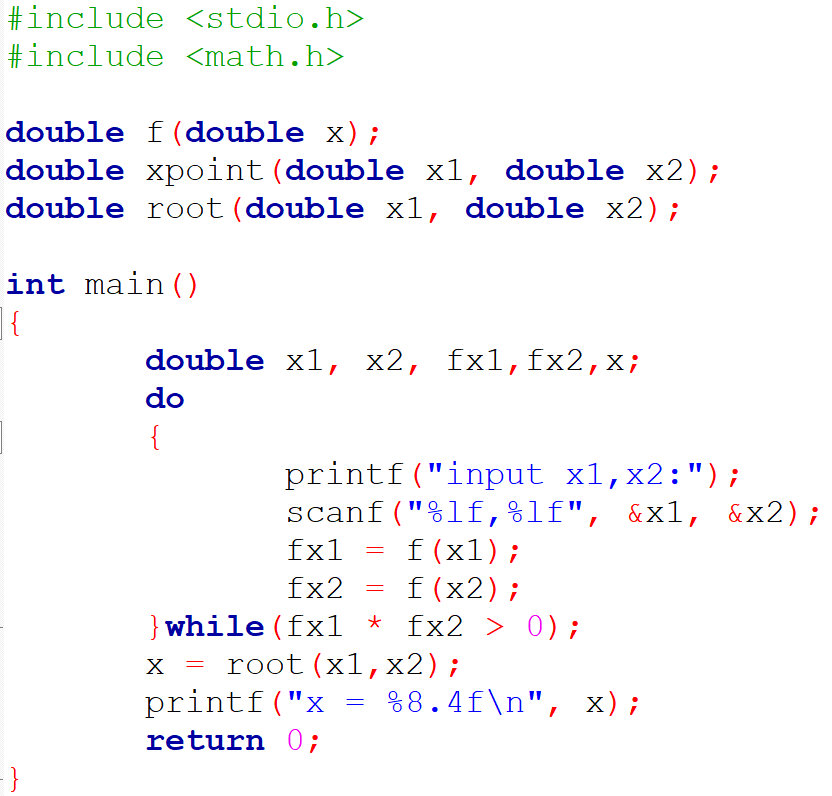 #include <stdio.h>
#include <math.h>
double f(double x);
double xpoint(double x1, double x2);
double root(double x1, double x2);
int main()
{
double x1, x2, fx1,fx2,x;
do
{
printf("input x1,x2:");
scanf("%lf,%lf", &x1, &x2);
fx1 = f(x1);
fx2 = f(x2);
}while(fx1 * fx2 > 0);
x = root(x1,x2);
printf("x = %8.4f\n", x);
return 0;
}